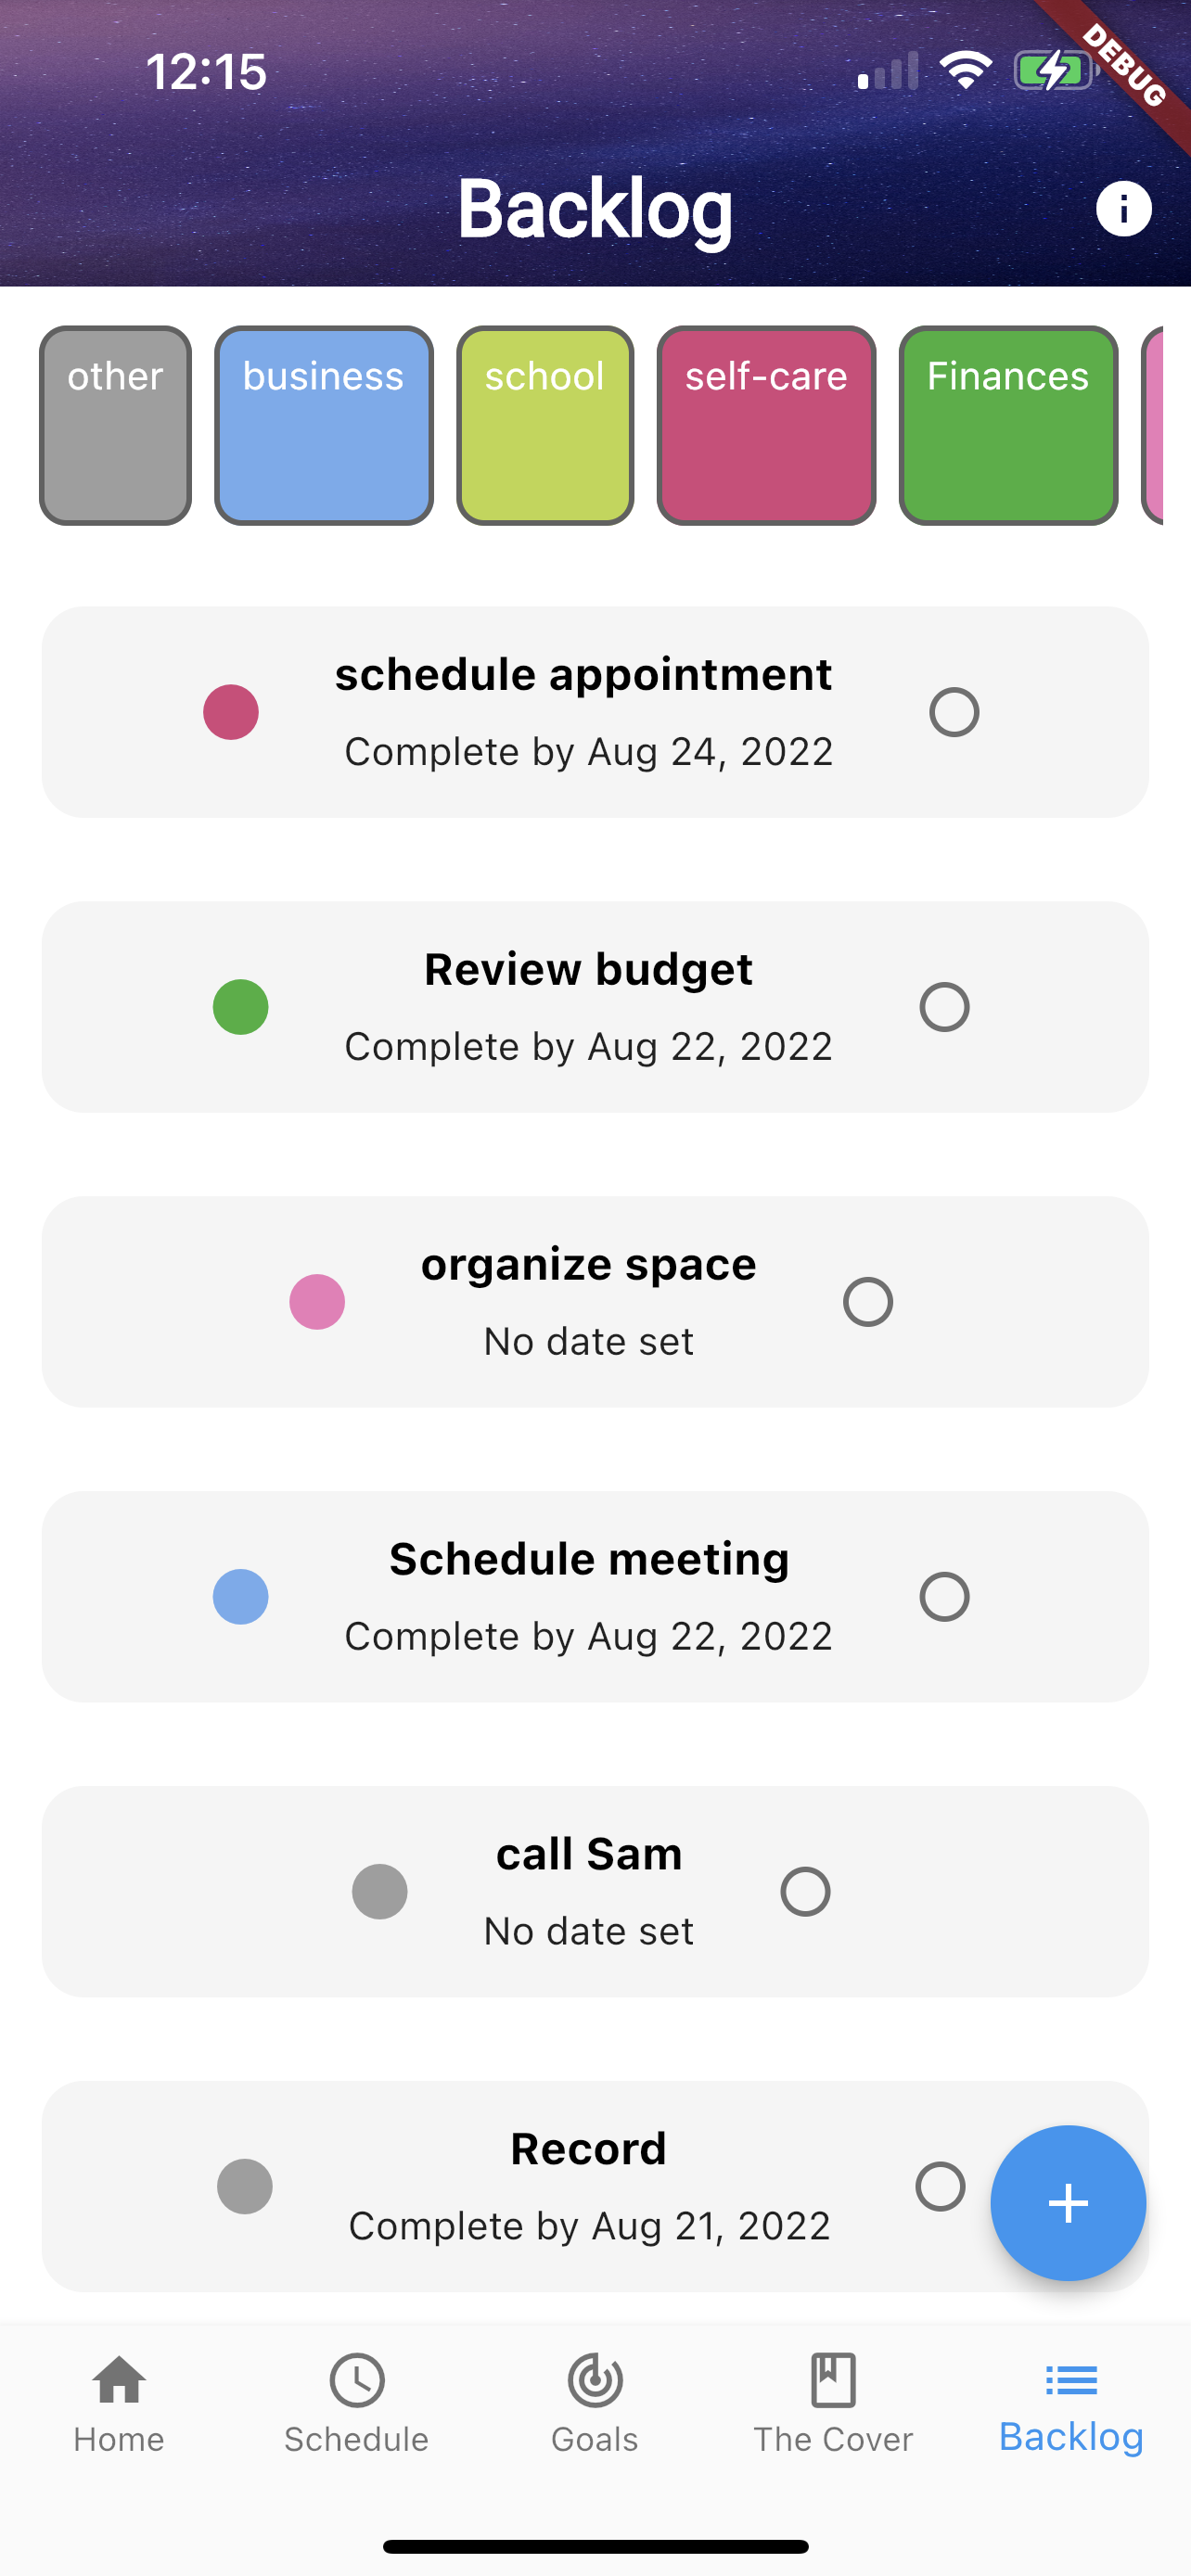 12:15
DEBUG
Backlog
other
business
school
self-care
Finances
schedule appointment
Complete by Aug 24, 2022
Review budget
Complete by Aug 22, 2022
organize space
No date set
Schedule meeting
Complete by Aug 22, 2022
call Sam
No date set
Record
Complete by Aug 21, 2022
Home
Schedule
Goals
The Cover
Backlog